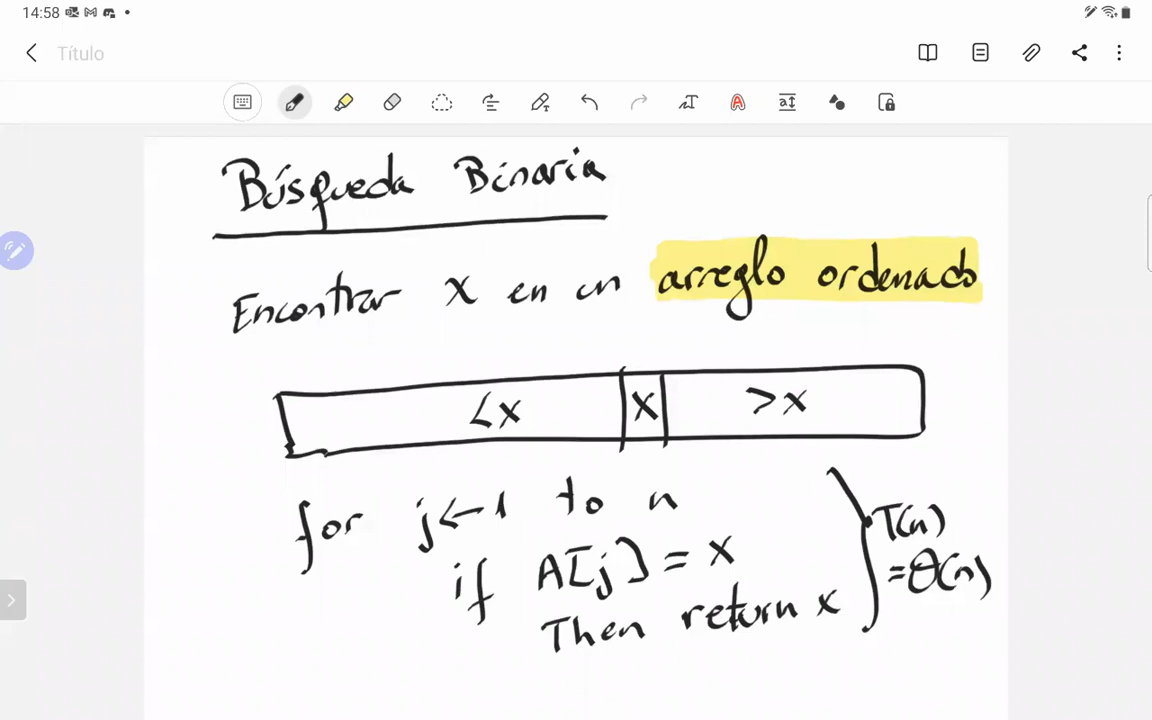 14:58
Título
Búsqueda Binaria
Encontrar x en un arreglo ordenado
<x x >x
for j←1 to n
if A[j] = x
Then return x
T(n)
=Θ(n)